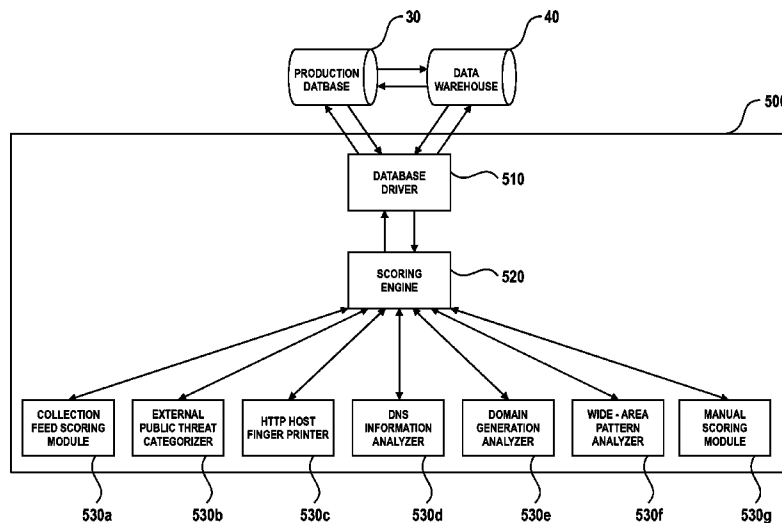 30
40
PRODUCTION
DATBASE
DATA
WAREHOUSE
500
DATABASE
DRIVER
510
SCORING
ENGINE
520
COLLECTION
FEED SCORING
MODULE
EXTERNAL
PUBLIC THREAT
CATEGORIZER
HTTP HOST
FINGER PRINTER
DNS
INFORMATION
ANALYZER
DOMAIN
GENERATION
ANALYZER
WIDE - AREA
PATTERN
ANALYZER
MANUAL
SCORING
MODULE
530a
530b
530c
530d
530e
530f
530g